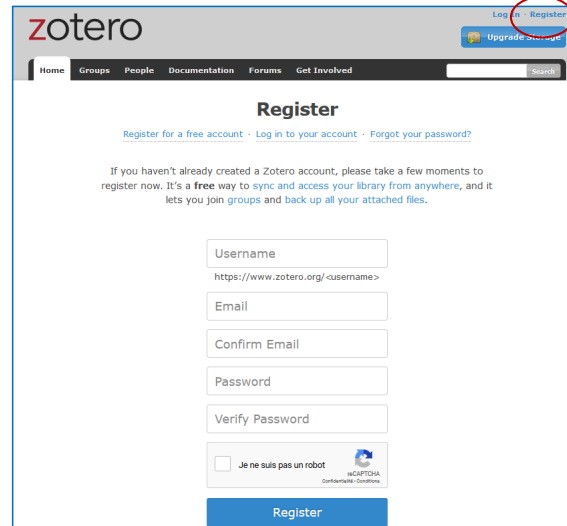 Log In · Register
zotero
Upgrade Storage
Home Groups People Documentation Forums Get Involved Search
Register
Register for a free account · Log in to your account · Forgot your password?
If you haven't already created a Zotero account, please take a few moments to
register now. It's a free way to sync and access your library from anywhere, and it
lets you join groups and back up all your attached files.
Username
https://www.zotero.org/<username>
Email
Confirm Email
Password
Verify Password
Je ne suis pas un robot
reCAPTCHA
Confidentialité - Conditions
Register